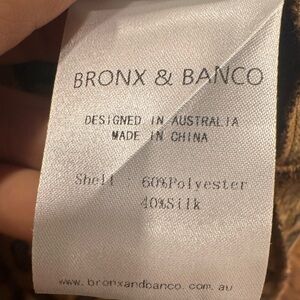 BRONX & BANCO
DESIGNED IN AUSTRALIA
MADE IN CHINA
Shell : 60%Polyester
40%Silk
www.bronxandbanco.com.au